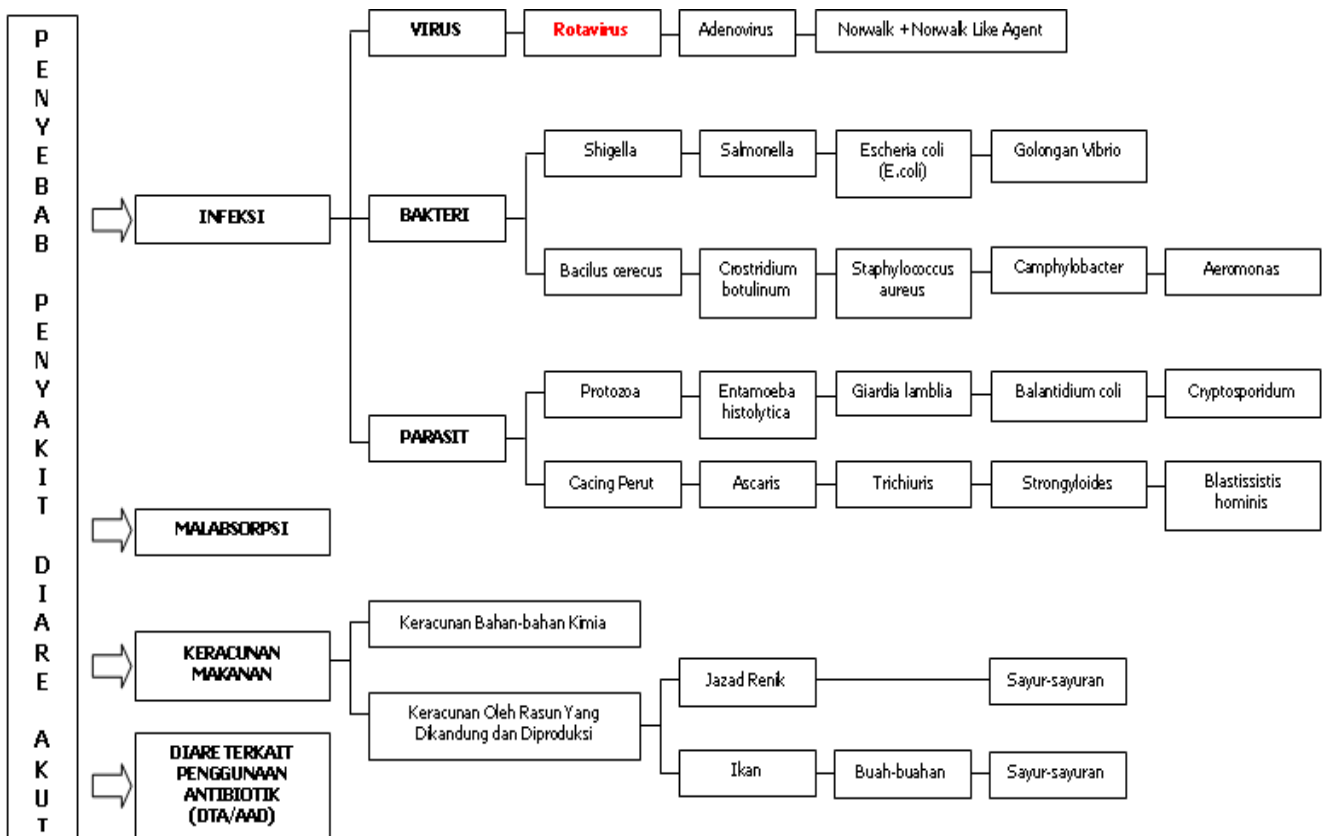 PENYEBAB PENYAKIT DIARE AKUT
VIRUS
Rotavirus
Adenovirus
Norwalk + Norwalk Like Agent
INFEKSI
BAKTERI
Shigella
Salmonella
Escheria coli
(E.coli)
Golongan Vibrio
Bacilus cerecus
Crostridium
botulinum
Staphylococcus
aureus
Camphylobacter
Aeromonas
PARASIT
Protozoa
Entamoeba
histolytica
Giardia lamblia
Balantidium coli
Cryptosporidum
Cacing Perut
Ascaris
Trichiuris
Strongyloides
Blastissistis
hominis
MALABSORPSI
KERACUNAN
MAKANAN
Keracunan Bahan-bahan Kimia
Keracunan Oleh Rasun Yang
Dikandung dan Diproduksi
Jazad Renik
Sayur-sayuran
Ikan
Buah-buahan
Sayur-sayuran
DIARE TERKAIT
PENGGUNAAN
ANTIBIOTIK
(DTA/AAD)